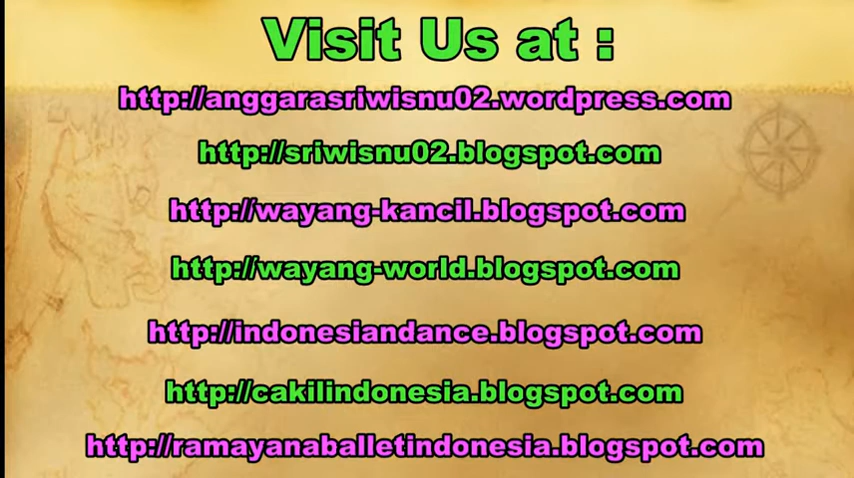 Visit Us at :
http://anggarasriwisnu02.wordpress.com
http://sriwisnu02.blogspot.com
http://wayang-kancil.blogspot.com
http://wayang-world.blogspot.com
http://indonesiandance.blogspot.com
http://cakilindonesia.blogspot.com
http://ramayanaballetindonesia.blogspot.com